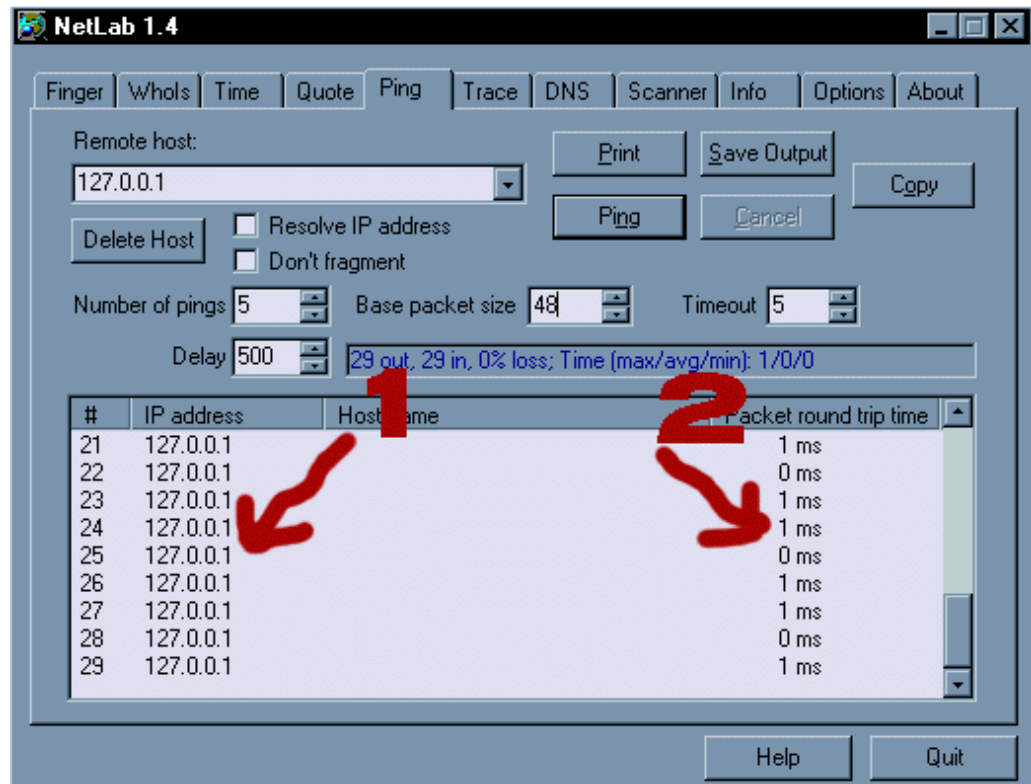 NetLab 1.4
Finger WhoIs Time Quote Ping Trace DNS Scanner Info Options About
Remote host:
Print Save Output
127.0.0.1
Copy
Ping Cancel
Delete Host
Resolve IP address
Don't fragment
Number of pings 5 Base packet size 48 Timeout 5
Delay 500 29 out, 29 in, 0% loss; Time (max/avg/min): 1/0/0
1 2
# IP address Host name Packet round trip time
21 127.0.0.1 1 ms
22 127.0.0.1 0 ms
23 127.0.0.1 1 ms
24 127.0.0.1 1 ms
25 127.0.0.1 0 ms
26 127.0.0.1 1 ms
27 127.0.0.1 1 ms
28 127.0.0.1 0 ms
29 127.0.0.1 1 ms
Help Quit